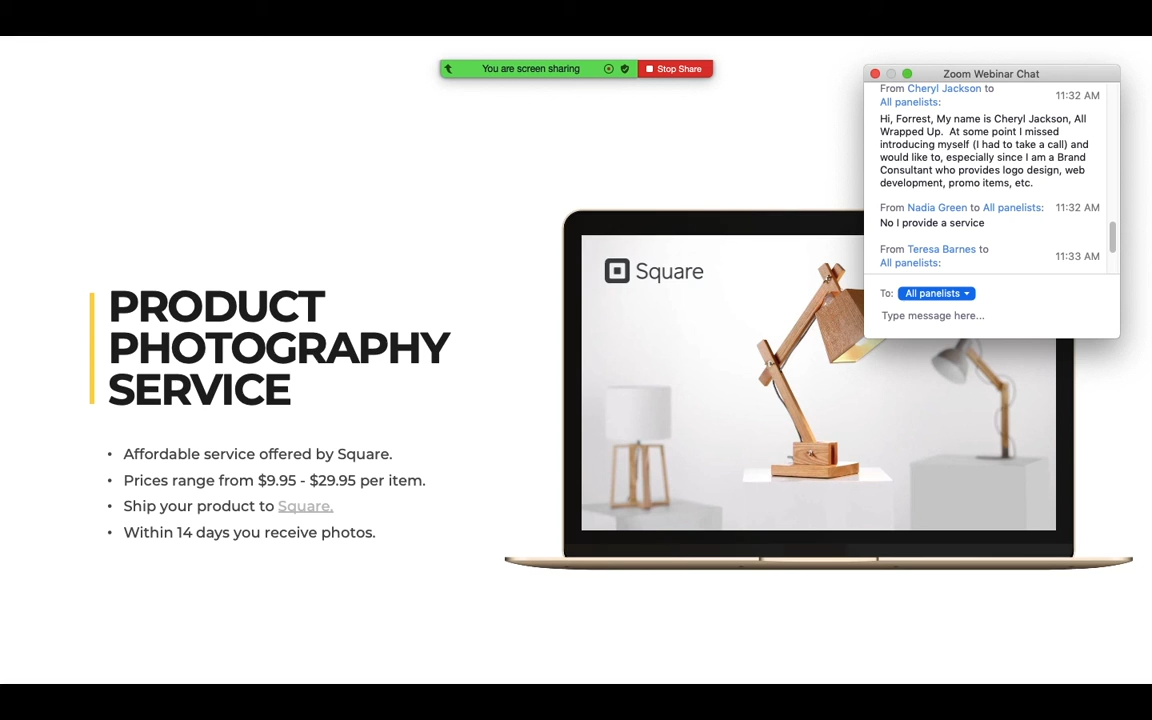 You are screen sharing
Stop Share
Zoom Webinar Chat
From Cheryl Jackson to
All panelists:
11:32 AM
Hi, Forrest, My name is Cheryl Jackson, All
Wrapped Up.  At some point I missed
introducing myself (I had to take a call) and
would like to, especially since I am a Brand
Consultant who provides logo design, web
development, promo items, etc.
From Nadia Green to All panelists:
11:32 AM
No I provide a service
From Teresa Barnes to
All panelists:
11:33 AM
To: All panelists
Type message here...
Square
PRODUCT
PHOTOGRAPHY
SERVICE
• Affordable service offered by Square.
• Prices range from $9.95 - $29.95 per item.
• Ship your product to Square.
• Within 14 days you receive photos.